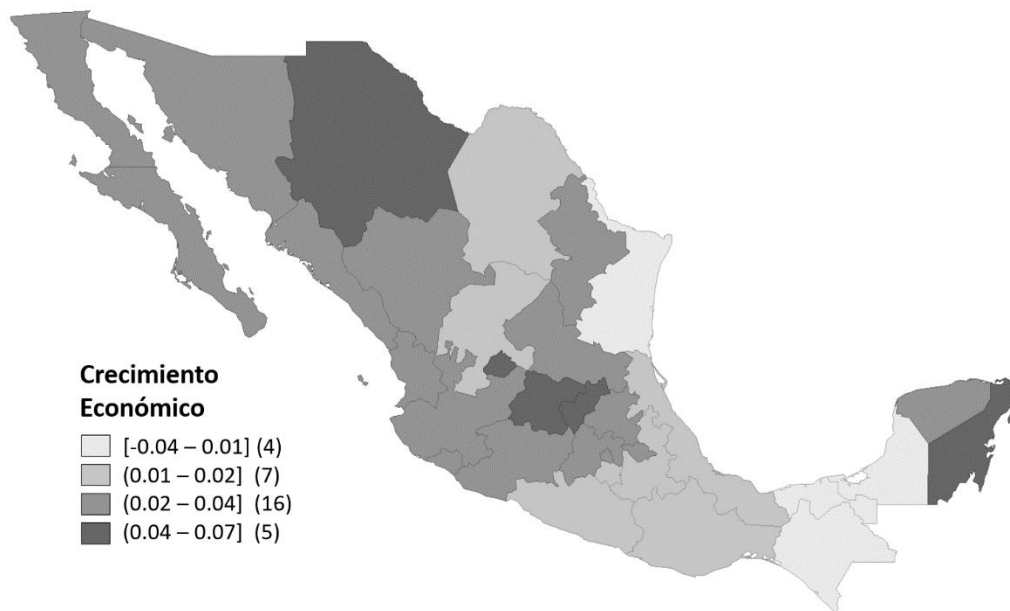 Crecimiento
Económico
[-0.04 – 0.01] (4)
(0.01 – 0.02] (7)
(0.02 – 0.04] (16)
(0.04 – 0.07] (5)